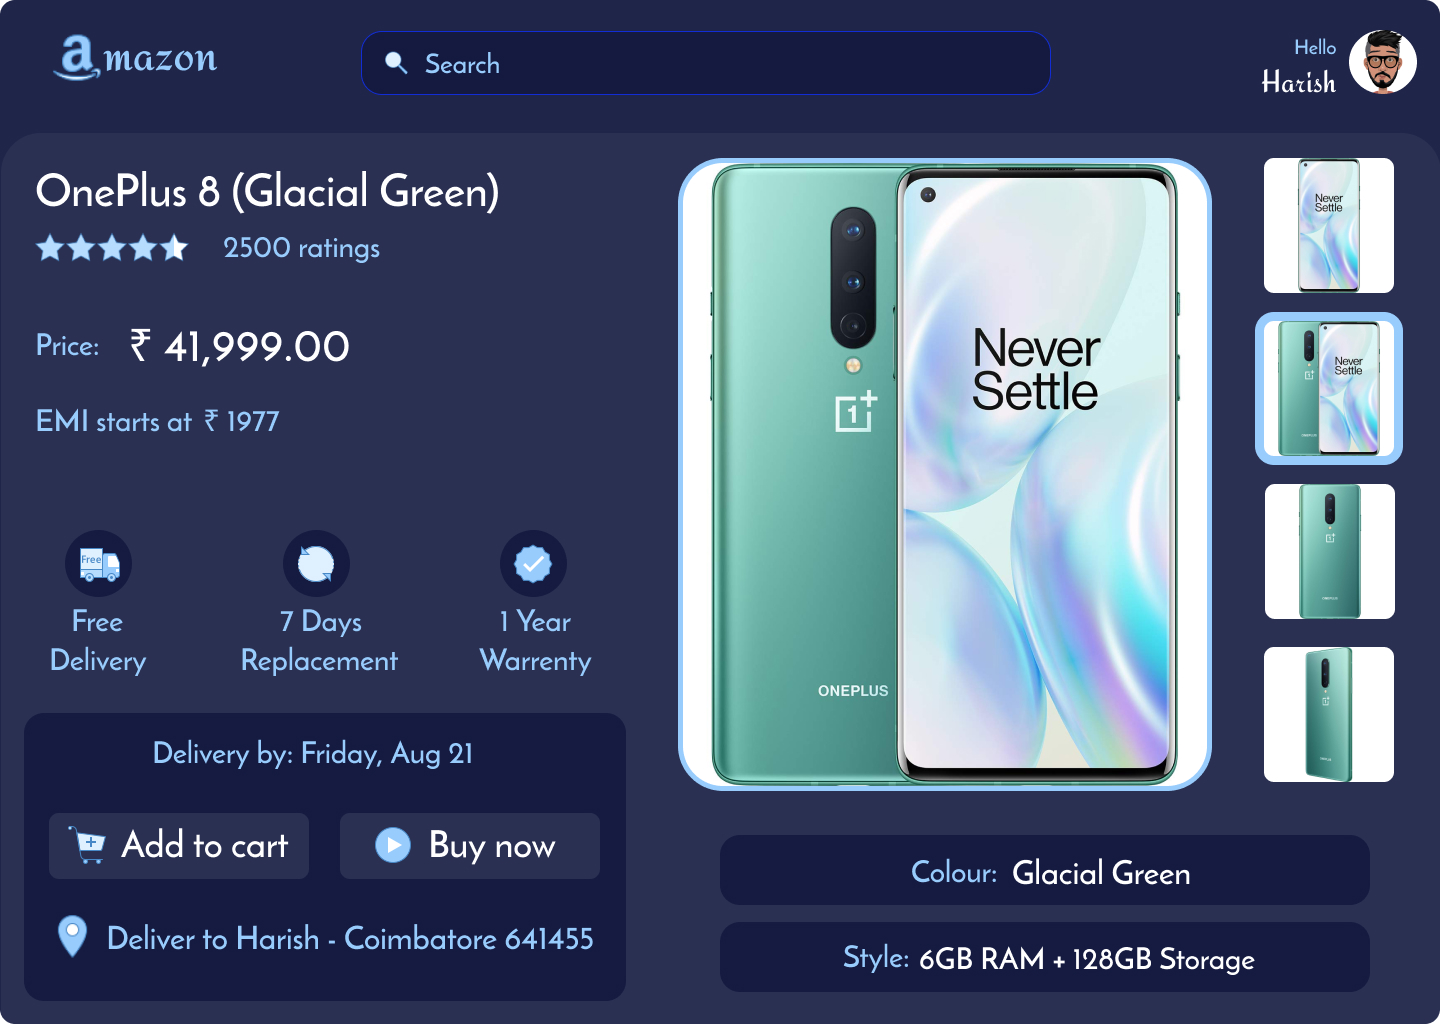 amazon
Search
Hello
Harish
OnePlus 8 (Glacial Green)
2500 ratings
Price: ₹ 41,999.00
EMI starts at ₹ 1977
Free
Free
Delivery
7 Days
Replacement
1 Year
Warrenty
Delivery by: Friday, Aug 21
Add to cart
Buy now
Deliver to Harish - Coimbatore 641455
Never
Settle
1+
ONEPLUS
Never
Settle
Never
Settle
Colour: Glacial Green
Style: 6GB RAM + 128GB Storage